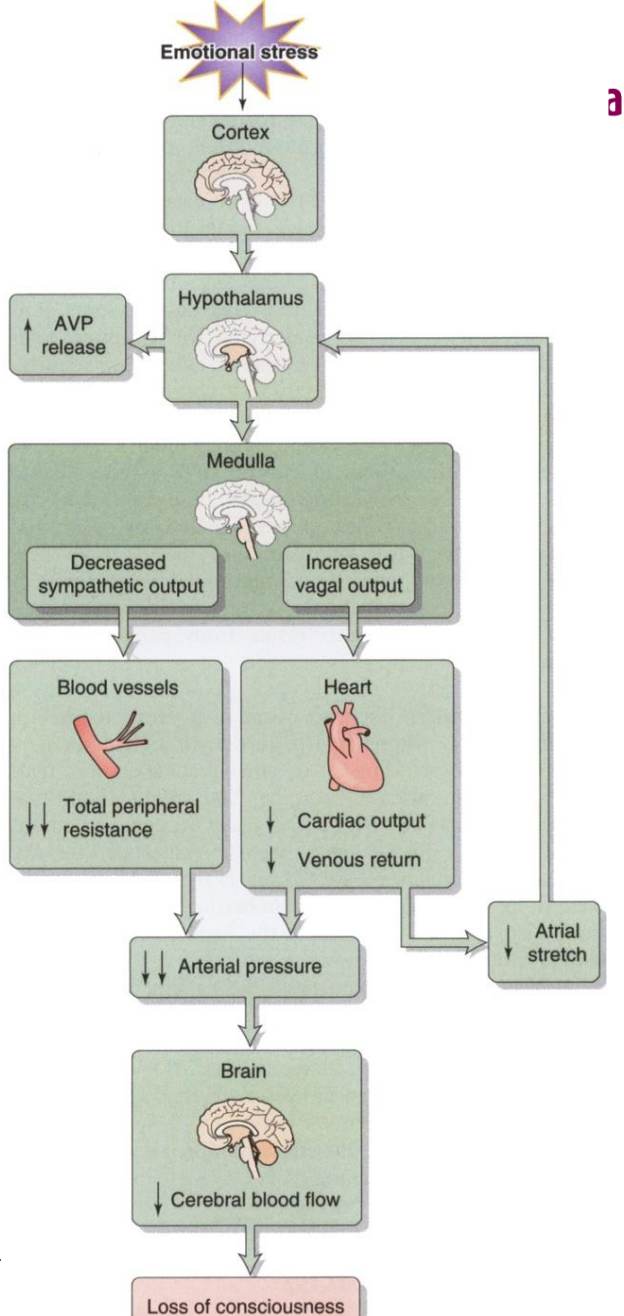 Emotional stress
a
Cortex
Hypothalamus
↑ AVP
release
Medulla
Decreased
sympathetic output
Increased
vagal output
Blood vessels
↓↓ Total peripheral
resistance
Heart
↓ Cardiac output
↓ Venous return
↓ Atrial
stretch
↓↓ Arterial pressure
Brain
↓ Cerebral blood flow
Loss of consciousness